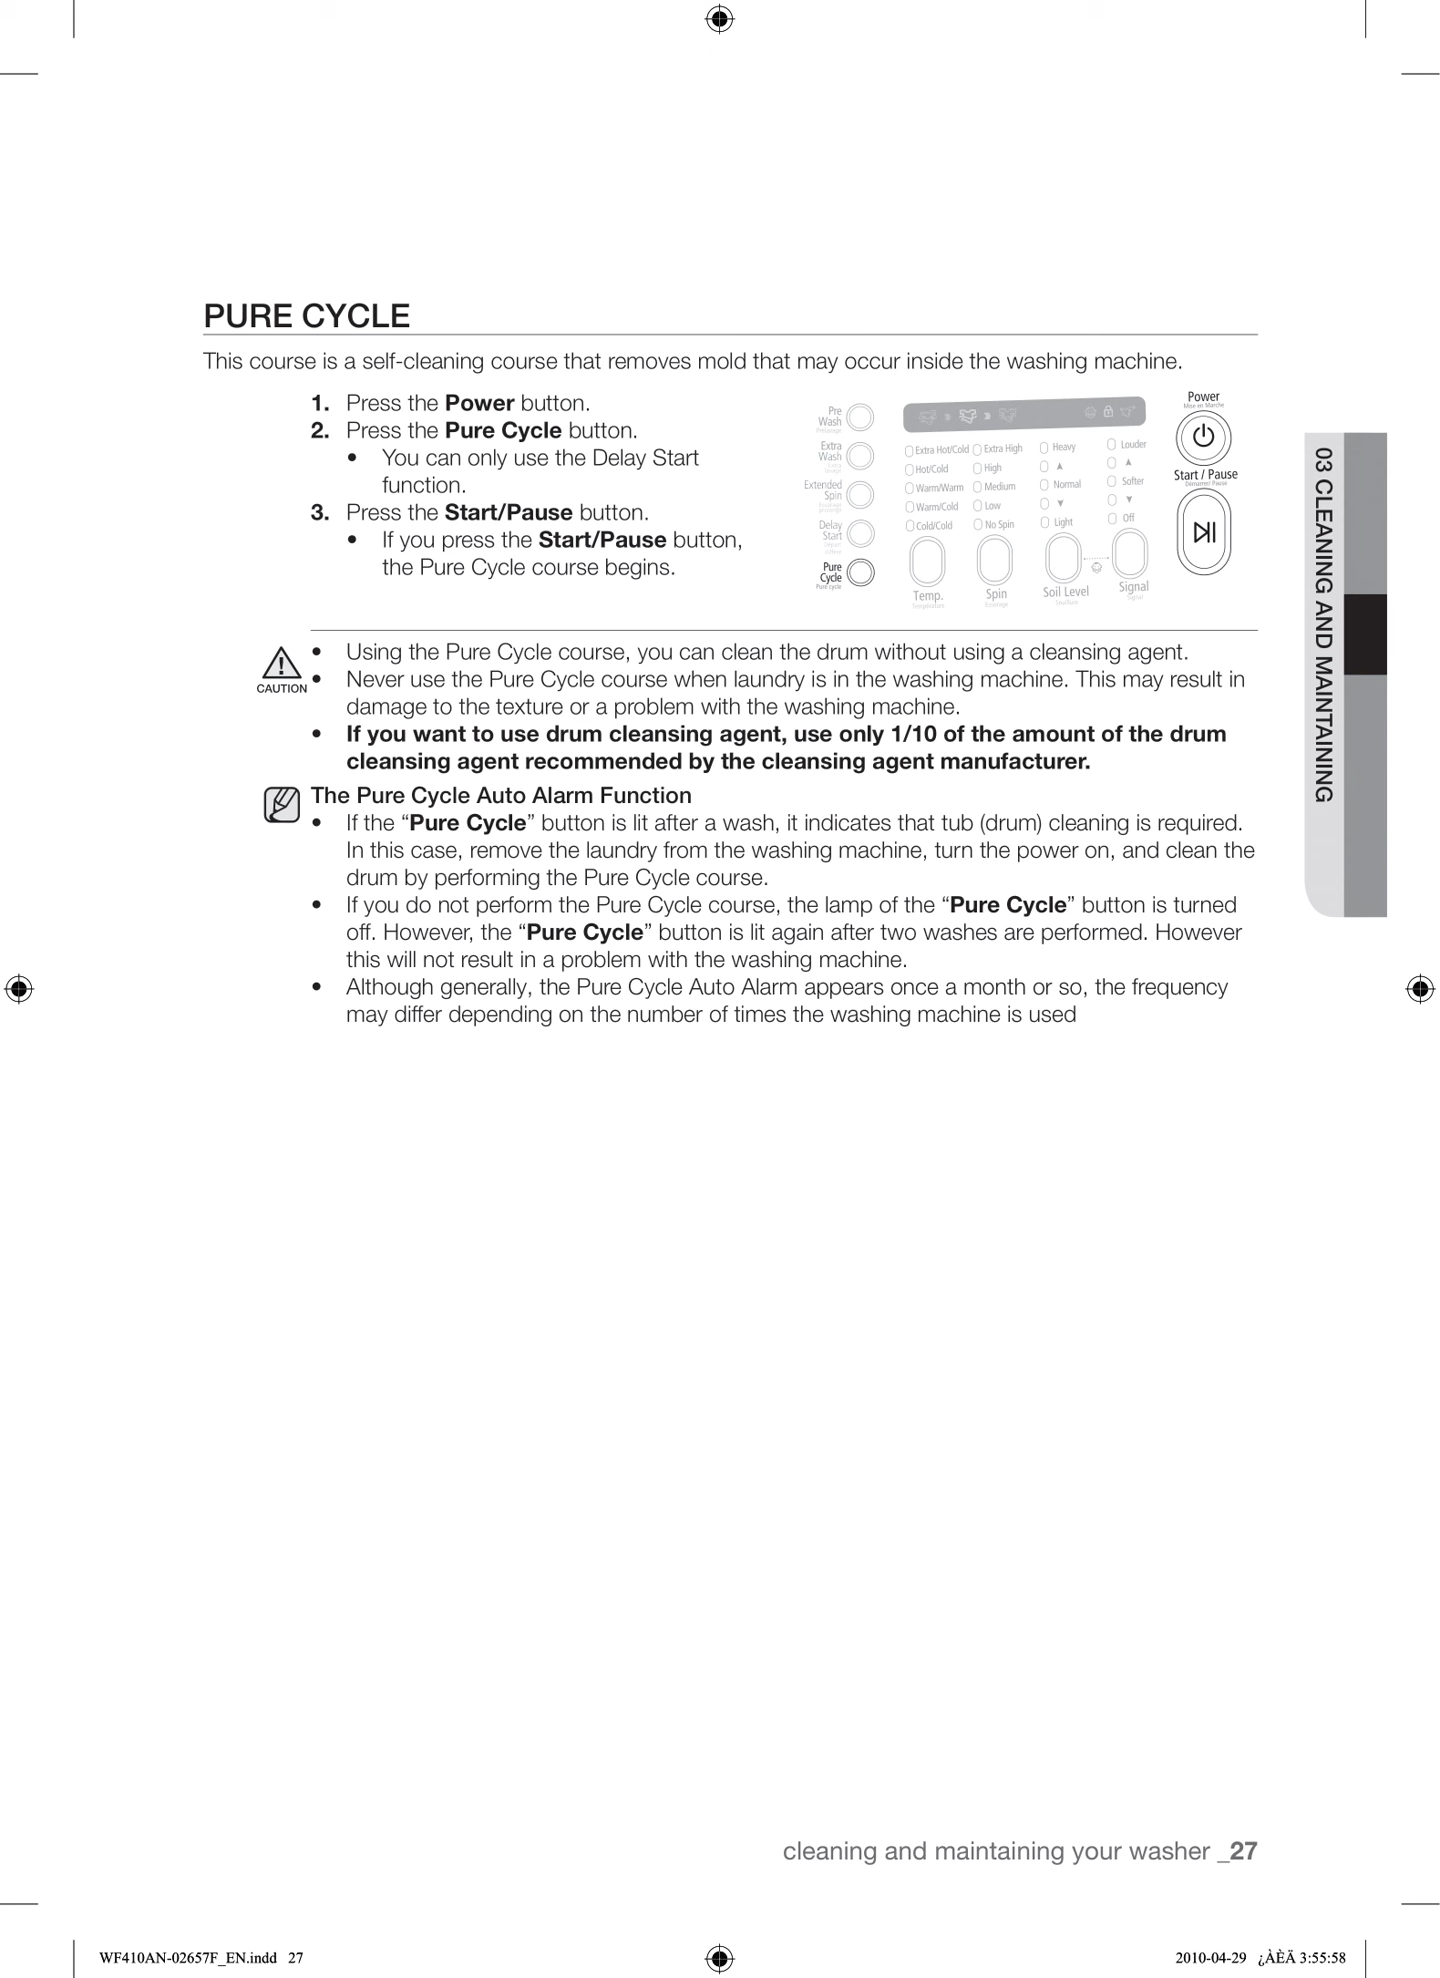 PURE CYCLE
This course is a self-cleaning course that removes mold that may occur inside the washing machine.
1. Press the Power button.
2. Press the Pure Cycle button.
• You can only use the Delay Start
function.
3. Press the Start/Pause button.
• If you press the Start/Pause button,
the Pure Cycle course begins.
Pre
Wash
Extra
Wash
Extended
Spin
Delay
Start
Pure
Cycle
Pure cycle
Extra Hot/Cold
Hot/Cold
Warm/Warm
Warm/Cold
Cold/Cold
Temp.
Température
Extra High
High
Medium
Low
No Spin
Spin
Essorage
Heavy
Normal
Light
Soil Level
Souillure
Louder
Softer
Off
Signal
Signal
Power
Mise en Marche
Start / Pause
Démarrer/ Pause
CAUTION
• Using the Pure Cycle course, you can clean the drum without using a cleansing agent.
• Never use the Pure Cycle course when laundry is in the washing machine. This may result in
damage to the texture or a problem with the washing machine.
• If you want to use drum cleansing agent, use only 1/10 of the amount of the drum
cleansing agent recommended by the cleansing agent manufacturer.
The Pure Cycle Auto Alarm Function
• If the “Pure Cycle” button is lit after a wash, it indicates that tub (drum) cleaning is required.
In this case, remove the laundry from the washing machine, turn the power on, and clean the
drum by performing the Pure Cycle course.
• If you do not perform the Pure Cycle course, the lamp of the “Pure Cycle” button is turned
off. However, the “Pure Cycle” button is lit again after two washes are performed. However
this will not result in a problem with the washing machine.
• Although generally, the Pure Cycle Auto Alarm appears once a month or so, the frequency
may differ depending on the number of times the washing machine is used
03 CLEANING AND MAINTAINING
cleaning and maintaining your washer _27
WF410AN-02657F_EN.indd 27
2010-04-29 ¿ÀÈÄ 3:55:58